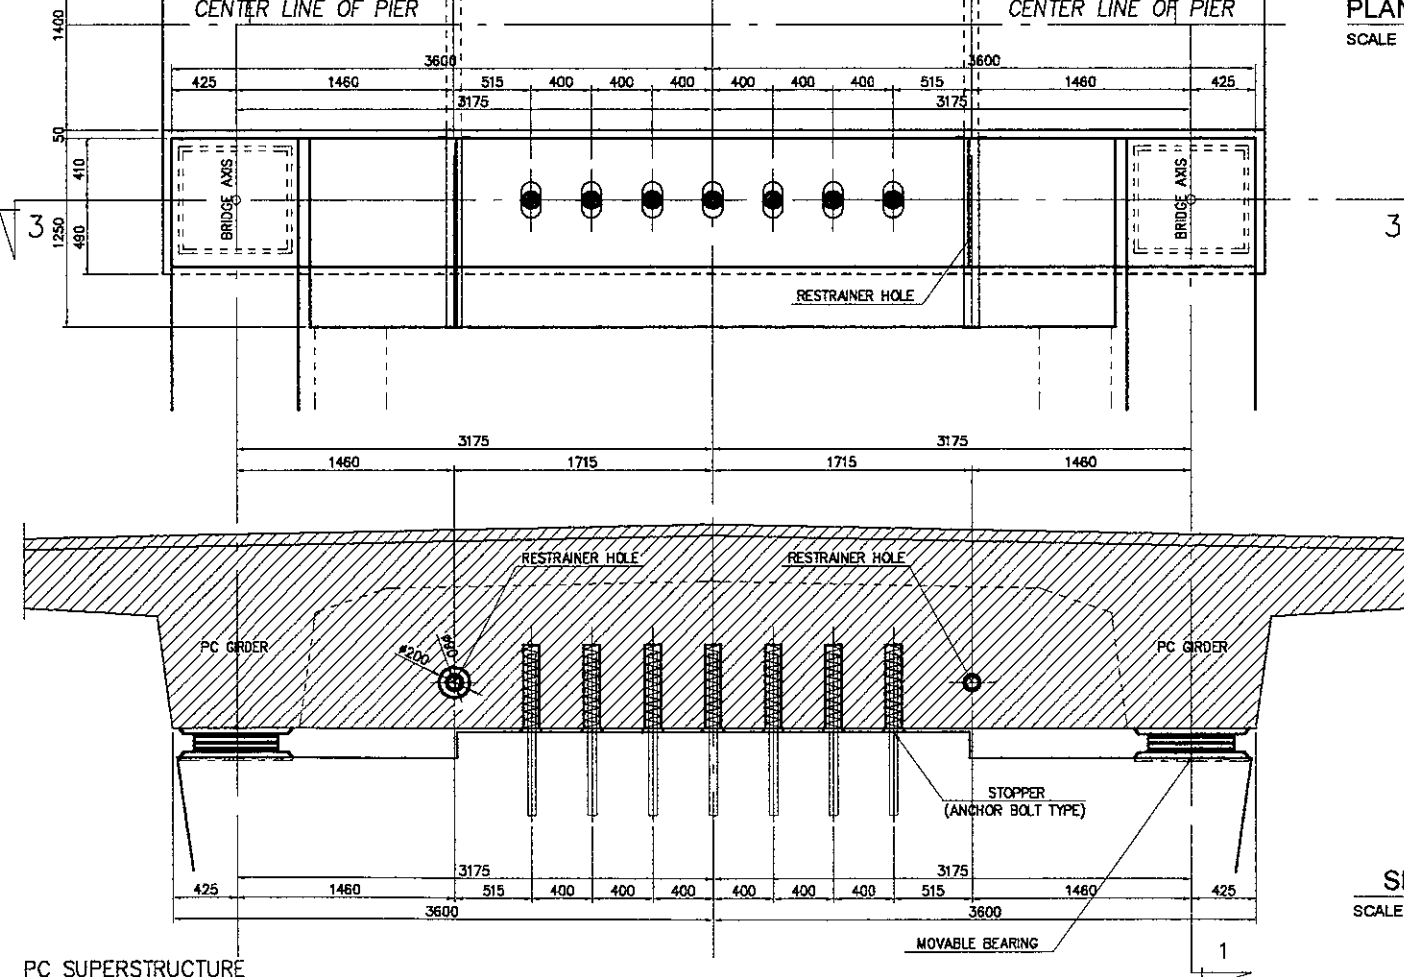 CENTER LINE OF PIER
CENTER LINE OF PIER
PLAN
SCALE
1400
3600
3600
425
1460
515
400
400
400
400
400
400
515
1460
425
3175
3175
50
410
1250
490
BRIDGE AXIS
BRIDGE AXIS
3
3
RESTRAINER HOLE
3175
3175
1460
1715
1715
1460
RESTRAINER HOLE
RESTRAINER HOLE
PC GIRDER
PC GIRDER
ø200
STOPPER
(ANCHOR BOLT TYPE)
3175
3175
425
1460
515
400
400
400
400
400
400
515
1460
425
3600
3600
SCALE
MOVABLE BEARING
1
PC SUPERSTRUCTURE